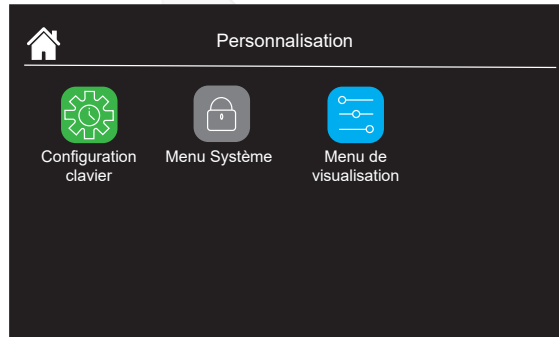 Personnalisation
Configuration
clavier
Menu Système
Menu de
visualisation